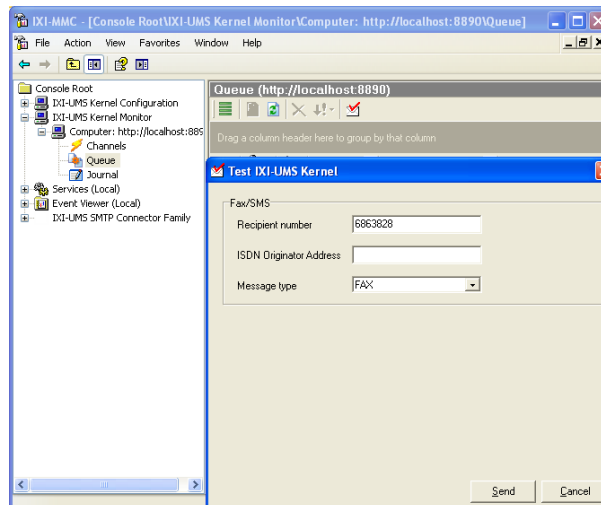 IXI-MMC - [Console Root\IXI-UMS Kernel Monitor\Computer: http://localhost:8890\Queue]
File Action View Favorites Window Help
Console Root
IXI-UMS Kernel Configuration
IXI-UMS Kernel Monitor
Computer: http://localhost:889
Channels
Queue
Journal
Services (Local)
Event Viewer (Local)
IXI-UMS SMTP Connector Family
Queue (http://localhost:8890)
Drag a column header here to group by that column
Test IXI-UMS Kernel
Fax/SMS
Recipient number 6863828
ISDN Originator Address
Message type FAX
Send Cancel